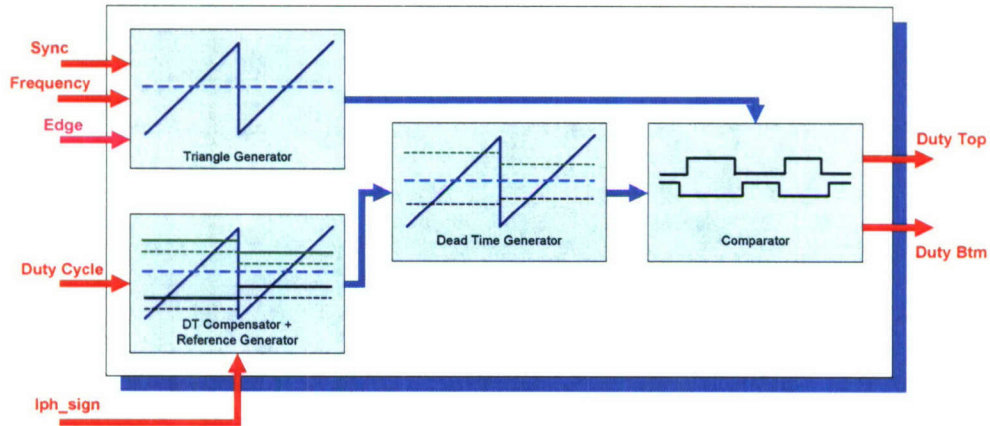 Sync
Frequency
Edge
Triangle Generator
Duty Top
Dead Time Generator
Comparator
Duty Btm
Duty Cycle
DT Compensator +
Reference Generator
Iph_sign